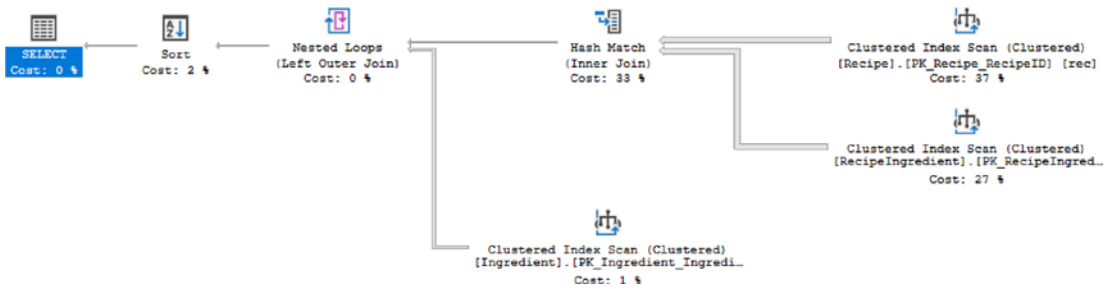 SELECT
Cost: 0 %
Sort
Cost: 2 %
Nested Loops
(Left Outer Join)
Cost: 0 %
Hash Match
(Inner Join)
Cost: 33 %
Clustered Index Scan (Clustered)
[Recipe].[PK_Recipe_RecipeID] [rec]
Cost: 37 %
Clustered Index Scan (Clustered)
[RecipeIngredient].[PK_RecipeIngred…
Cost: 27 %
Clustered Index Scan (Clustered)
[Ingredient].[PK_Ingredient_Ingredi…
Cost: 1 %